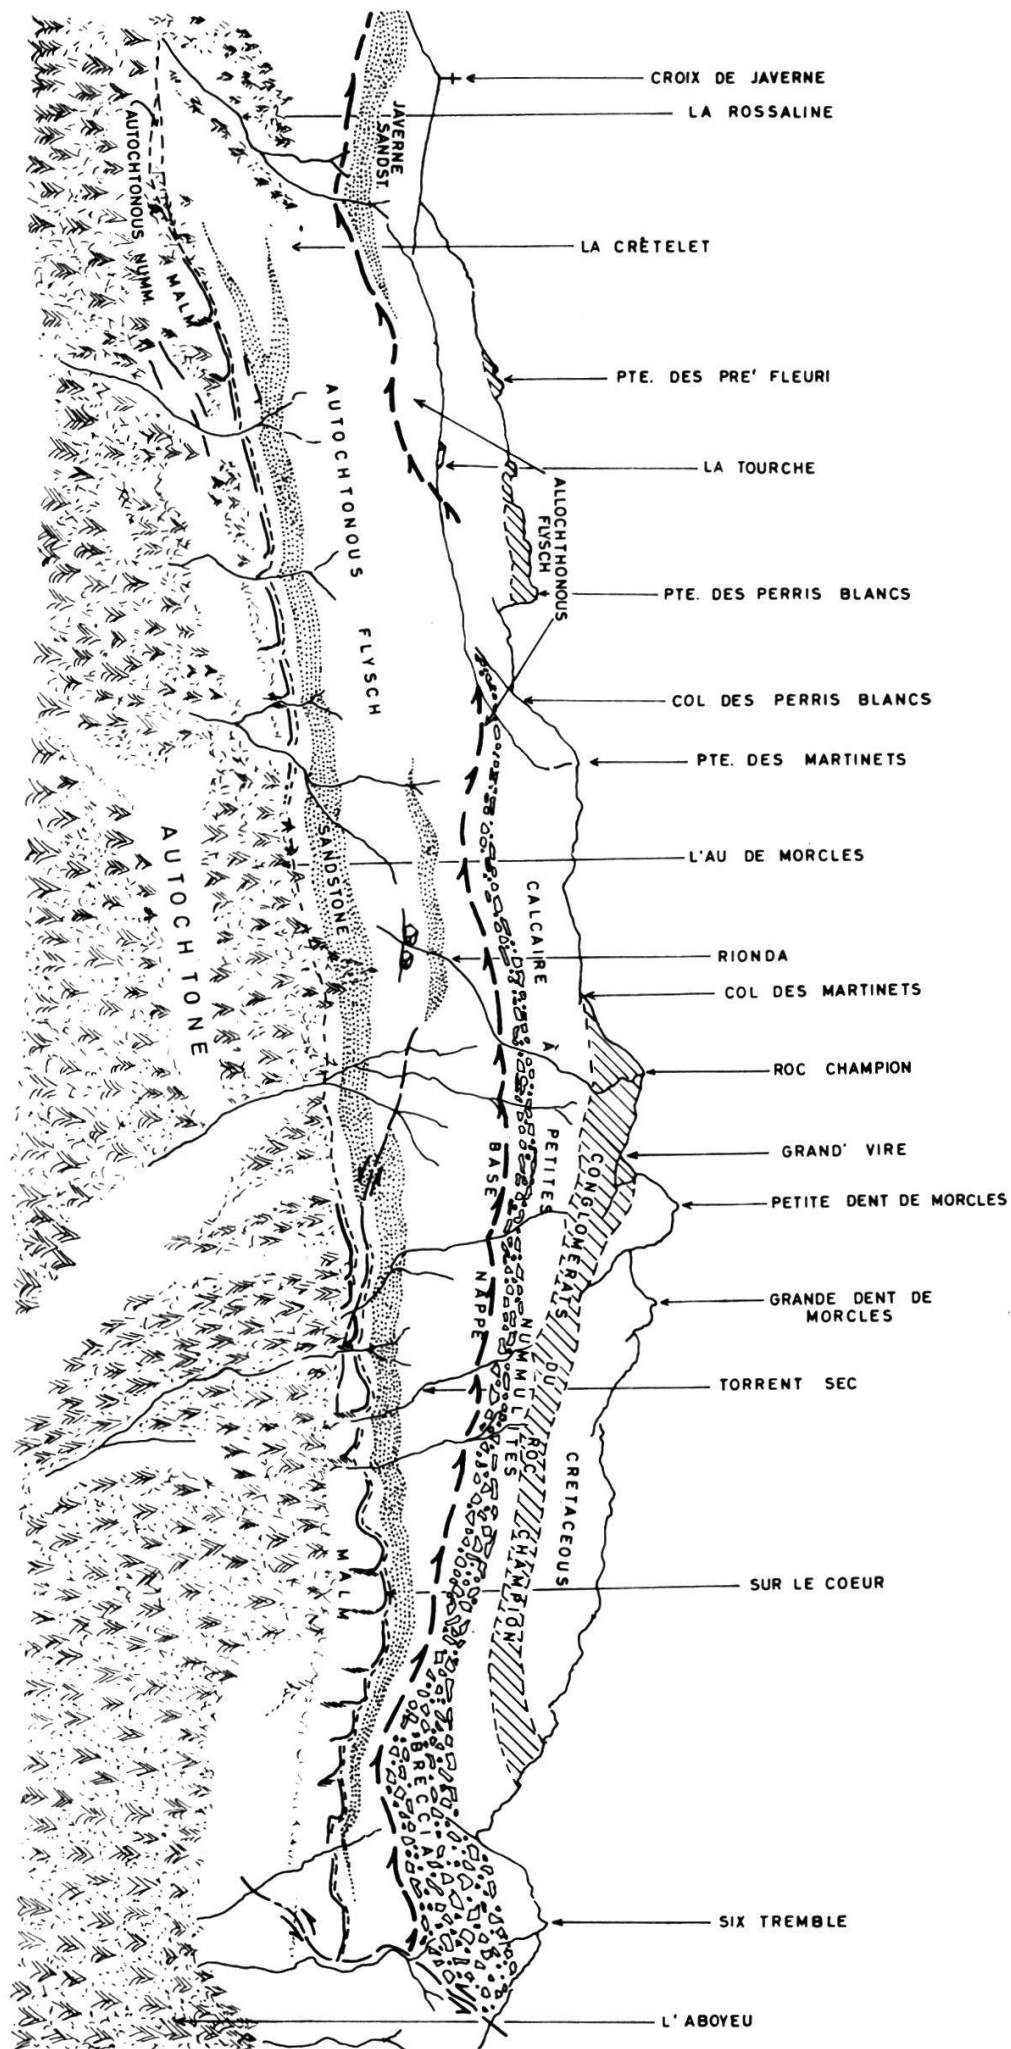 CROIX DE JAVERNE
LA ROSSALINE
JAVERNE
SANDST.
AUTOCHTONOUS NUMM.
MALM
LA CRÊTELET
PTE. DES PRE' FLEURI
AUTOCHTONOUS FLYSCH
LA TOURCHE
ALLOCHTHONOUS
FLYSCH
PTE. DES PERRIS BLANCS
COL DES PERRIS BLANCS
PTE. DES MARTINETS
L'AU DE MORCLES
SANDSTONE
AUTOCHTONE
CALCAIRE À PETITES NUMMULITES
RIONDA
COL DES MARTINETS
ROC CHAMPION
GRAND' VIRE
PETITE DENT DE MORCLES
BASE NAPPE
CONGLOMERATS DU ROC CHAMPION
GRANDE DENT DE
MORCLES
TORRENT SEC
CRETACEOUS
MALM
SUR LE COEUR
BRECCIA
SIX TREMBLE
L'ABOYEU